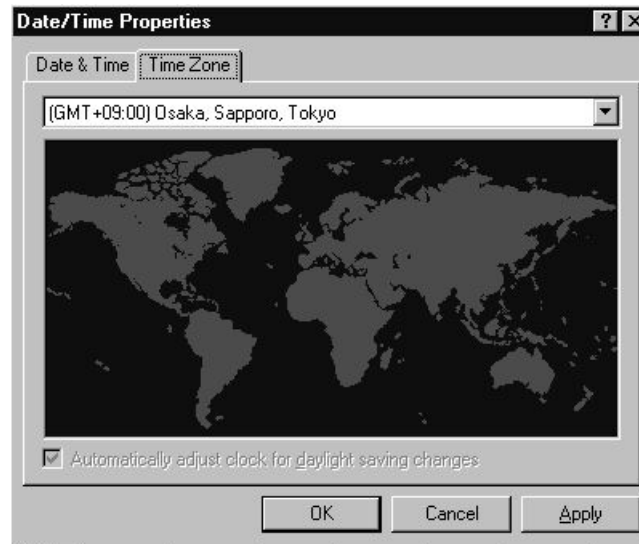 Date/Time Properties
Date & Time
Time Zone
(GMT+09:00) Osaka, Sapporo, Tokyo
Automatically adjust clock for daylight saving changes
OK
Cancel
Apply